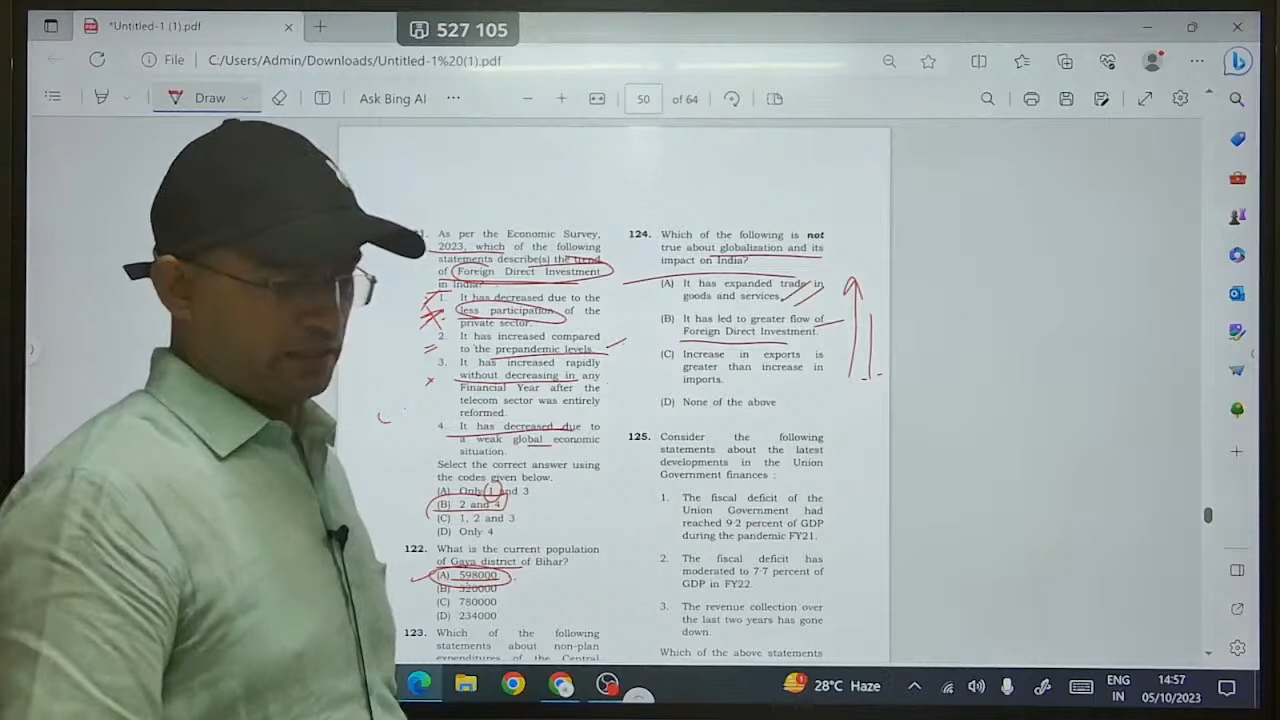 *Untitled-1 (1).pdf
527 105
File
C:/Users/Admin/Downloads/Untitled-1%20(1).pdf
Draw
Ask Bing AI
50 of 64
As per the Economic Survey,
2023, which of the following
statements describe(s) the trend
of Foreign Direct Investment
in India?
1. It has decreased due to the
less participation of the
private sector.
2. It has increased compared
to the prepandemic levels.
3. It has increased rapidly
without decreasing in any
Financial Year after the
telecom sector was entirely
reformed.
4. It has decreased due to
a weak global economic
situation.
Select the correct answer using
the codes given below.
(A) Only 1 and 3
(B) 2 and 4
(C) 1, 2 and 3
(D) Only 4
122. What is the current population
of Gaya district of Bihar?
(A) 598000
(B) 320000
(C) 780000
(D) 234000
123. Which of the following
statements about non-plan
expenditures of the Central
124. Which of the following is not
true about globalization and its
impact on India?
(A) It has expanded trade in
goods and services.
(B) It has led to greater flow of
Foreign Direct Investment.
(C) Increase in exports is
greater than increase in
imports.
(D) None of the above
125. Consider the following
statements about the latest
developments in the Union
Government finances :
1. The fiscal deficit of the
Union Government had
reached 9·2 percent of GDP
during the pandemic FY21.
2. The fiscal deficit has
moderated to 7·7 percent of
GDP in FY22.
3. The revenue collection over
the last two years has gone
down.
Which of the above statements
28°C Haze
ENG
IN
14:57
05/10/2023